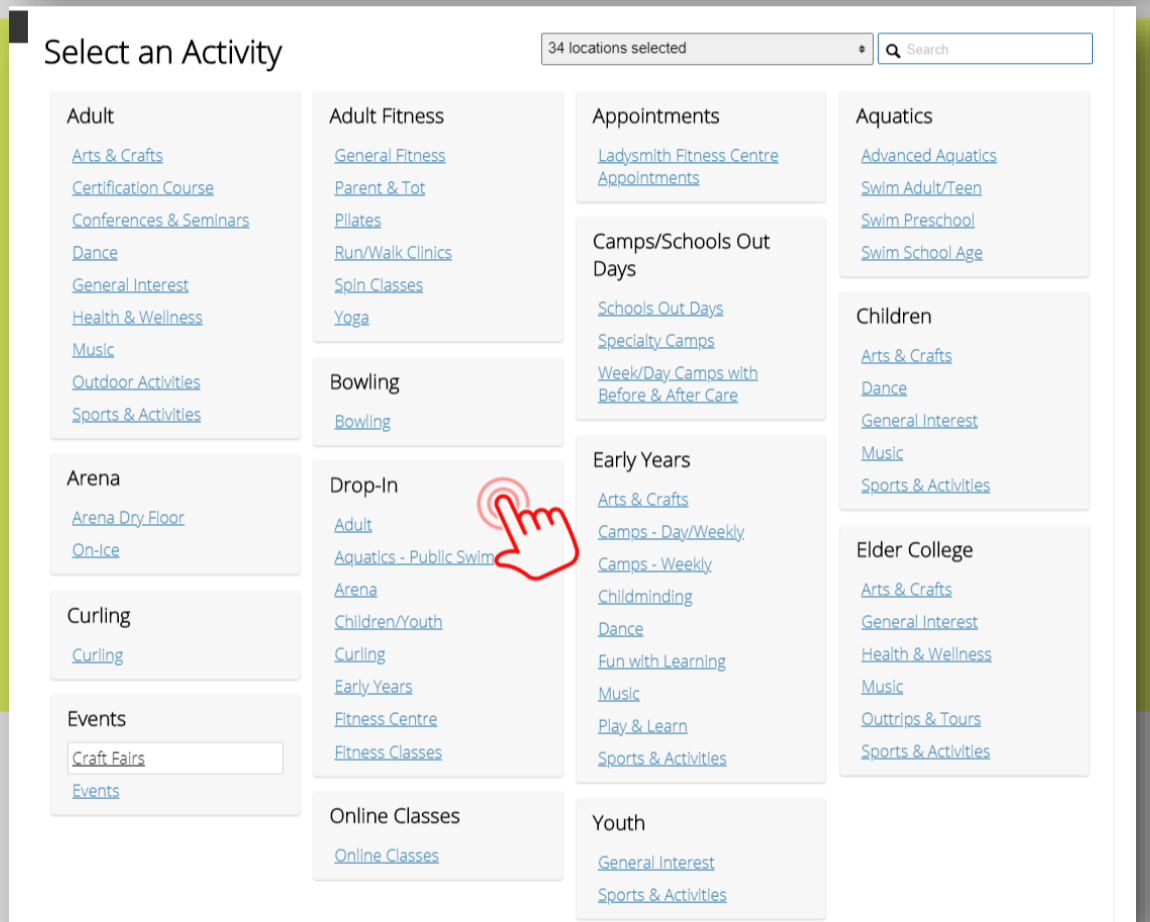 Select an Activity
34 locations selected
Search
Adult
Arts & Crafts
Certification Course
Conferences & Seminars
Dance
General Interest
Health & Wellness
Music
Outdoor Activities
Sports & Activities
Arena
Arena Dry Floor
On-Ice
Curling
Curling
Events
Craft Fairs
Events
Adult Fitness
General Fitness
Parent & Tot
Pilates
Run/Walk Clinics
Spin Classes
Yoga
Bowling
Bowling
Drop-In
Adult
Aquatics - Public Swim
Arena
Children/Youth
Curling
Early Years
Fitness Centre
Fitness Classes
Online Classes
Online Classes
Appointments
Ladysmith Fitness Centre
Appointments
Camps/Schools Out
Days
Schools Out Days
Specialty Camps
Week/Day Camps with
Before & After Care
Early Years
Arts & Crafts
Camps - Day/Weekly
Camps - Weekly
Childminding
Dance
Fun with Learning
Music
Play & Learn
Sports & Activities
Youth
General Interest
Sports & Activities
Aquatics
Advanced Aquatics
Swim Adult/Teen
Swim Preschool
Swim School Age
Children
Arts & Crafts
Dance
General Interest
Music
Sports & Activities
Elder College
Arts & Crafts
General Interest
Health & Wellness
Music
Outtrips & Tours
Sports & Activities